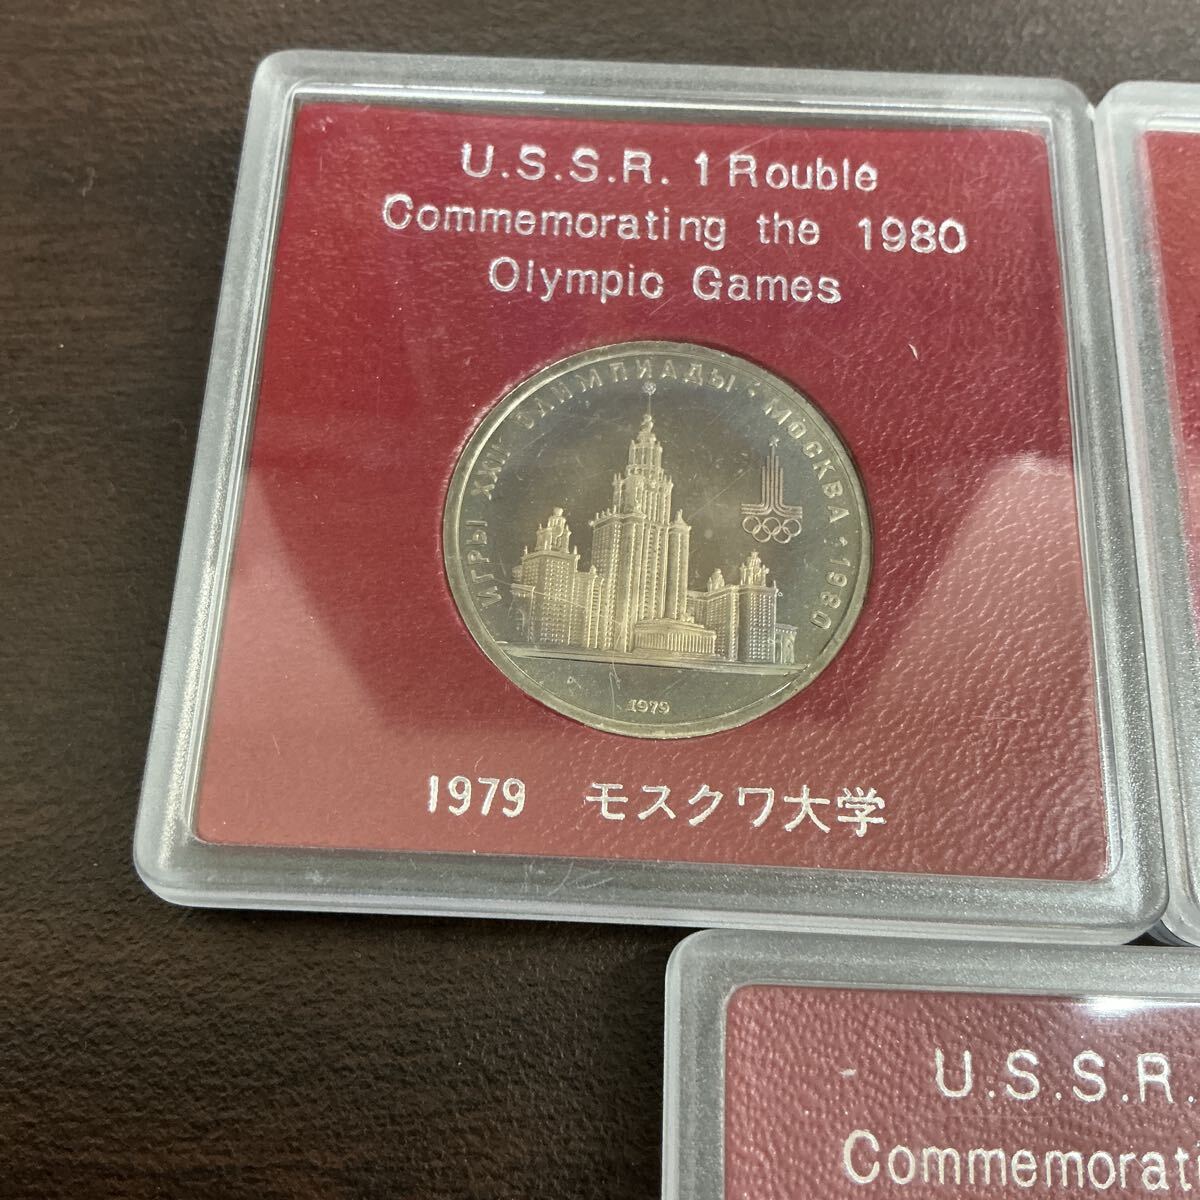 U.S.S.R. 1 Rouble
Commemorating the 1980
Olympic Games
ИГРЫ XXII ОЛИМПИАДЫ · МОСКВА · 1980
1979
1979 モスクワ大学
U.S.S.R.
Commemorati